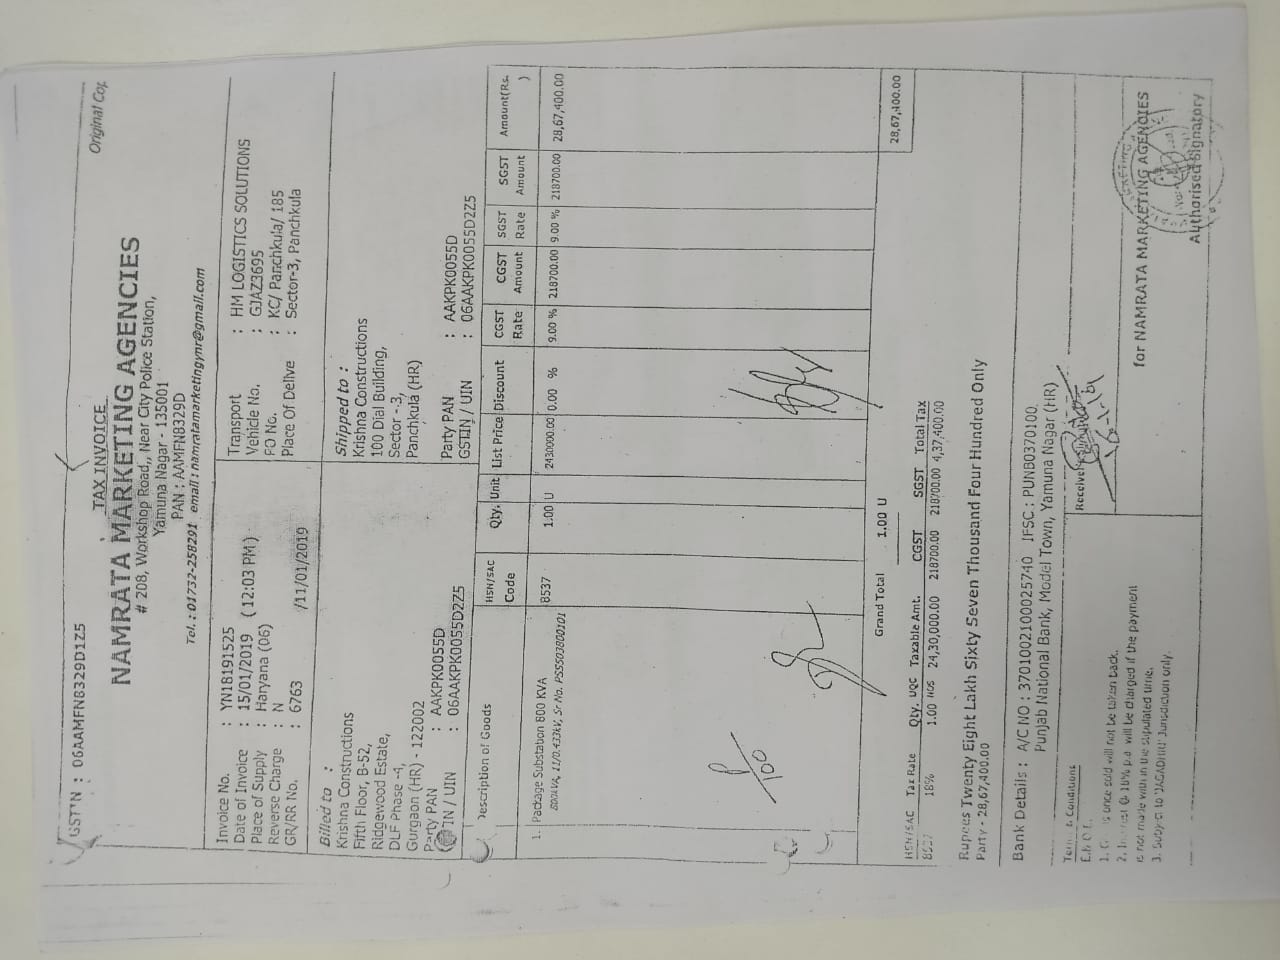 GSTIN : 06AAMFN8329D1Z5
Original Cop
TAX INVOICE
NAMRATA MARKETING AGENCIES
# 208, Workshop Road,, Near City Police Station,
Yamuna Nagar - 135001
PAN : AAMFN8329D
Tel. : 01732-258291 email : namratamarketingynr@gmail.com
Invoice No. : YN18191525
Date of Invoice : 15/01/2019 ( 12:03 PM )
Place of Supply : Haryana (06)
Reverse Charge : N
GR/RR No. : 6763 /11/01/2019
Transport : HM LOGISTICS SOLUTIONS
Vehicle No. : GJAZ3695
FO No. : KC/ Panchkula/ 185
Place Of Delive : Sector-3, Panchkula
Billed to :
Krishna Constructions
Fifth Floor, B-52,
Ridgewood Estate,
DLF Phase -4,
Gurgaon (HR) - 122002
Party PAN : AAKPK0055D
IN / UIN : 06AAKPK0055D2Z5
Shipped to :
Krishna Constructions
100 Dial Building,
Sector -3,
Panchkula (HR)
Party PAN : AAKPK0055D
GSTIN / UIN : 06AAKPK0055D2Z5
Description of Goods HSN/SAC Code Qty. Unit List Price Discount CGST Rate CGST Amount SGST Rate SGST Amount Amount(Rs. )
1. Package Substation 800 KVA 8537 1.00 U 2430000.00 0.00 % 9.00 % 218700.00 9.00 % 218700.00 28,67,400.00
800kVA, 11/0.433kV, Sr No. PSS503800101
P/100
Grand Total 1.00 U 28,67,400.00
HSN/SAC Tax Rate Qty. UQC Taxable Amt. CGST SGST Total Tax
8537 18% 1.00 NOS 24,30,000.00 218700.00 218700.00 4,37,400.00
Rupees Twenty Eight Lakh Sixty Seven Thousand Four Hundred Only
Party - 28,67,400.00
Bank Details : A/C NO : 3701002100025740 IFSC : PUNB0370100,
Punjab National Bank, Model Town, Yamuna Nagar (HR)
Terms & Conditions
E.& O.E.
1. G s once sold will not be taken back.
2. Interest @ 18% p.a. will be charged if the payment
is not made with in the stipulated time.
3. Subject to 'JAGADHRI' Jurisdiction only.
Receive
16-1-19
for NAMRATA MARKETING AGENCIES
Authorised Signatory